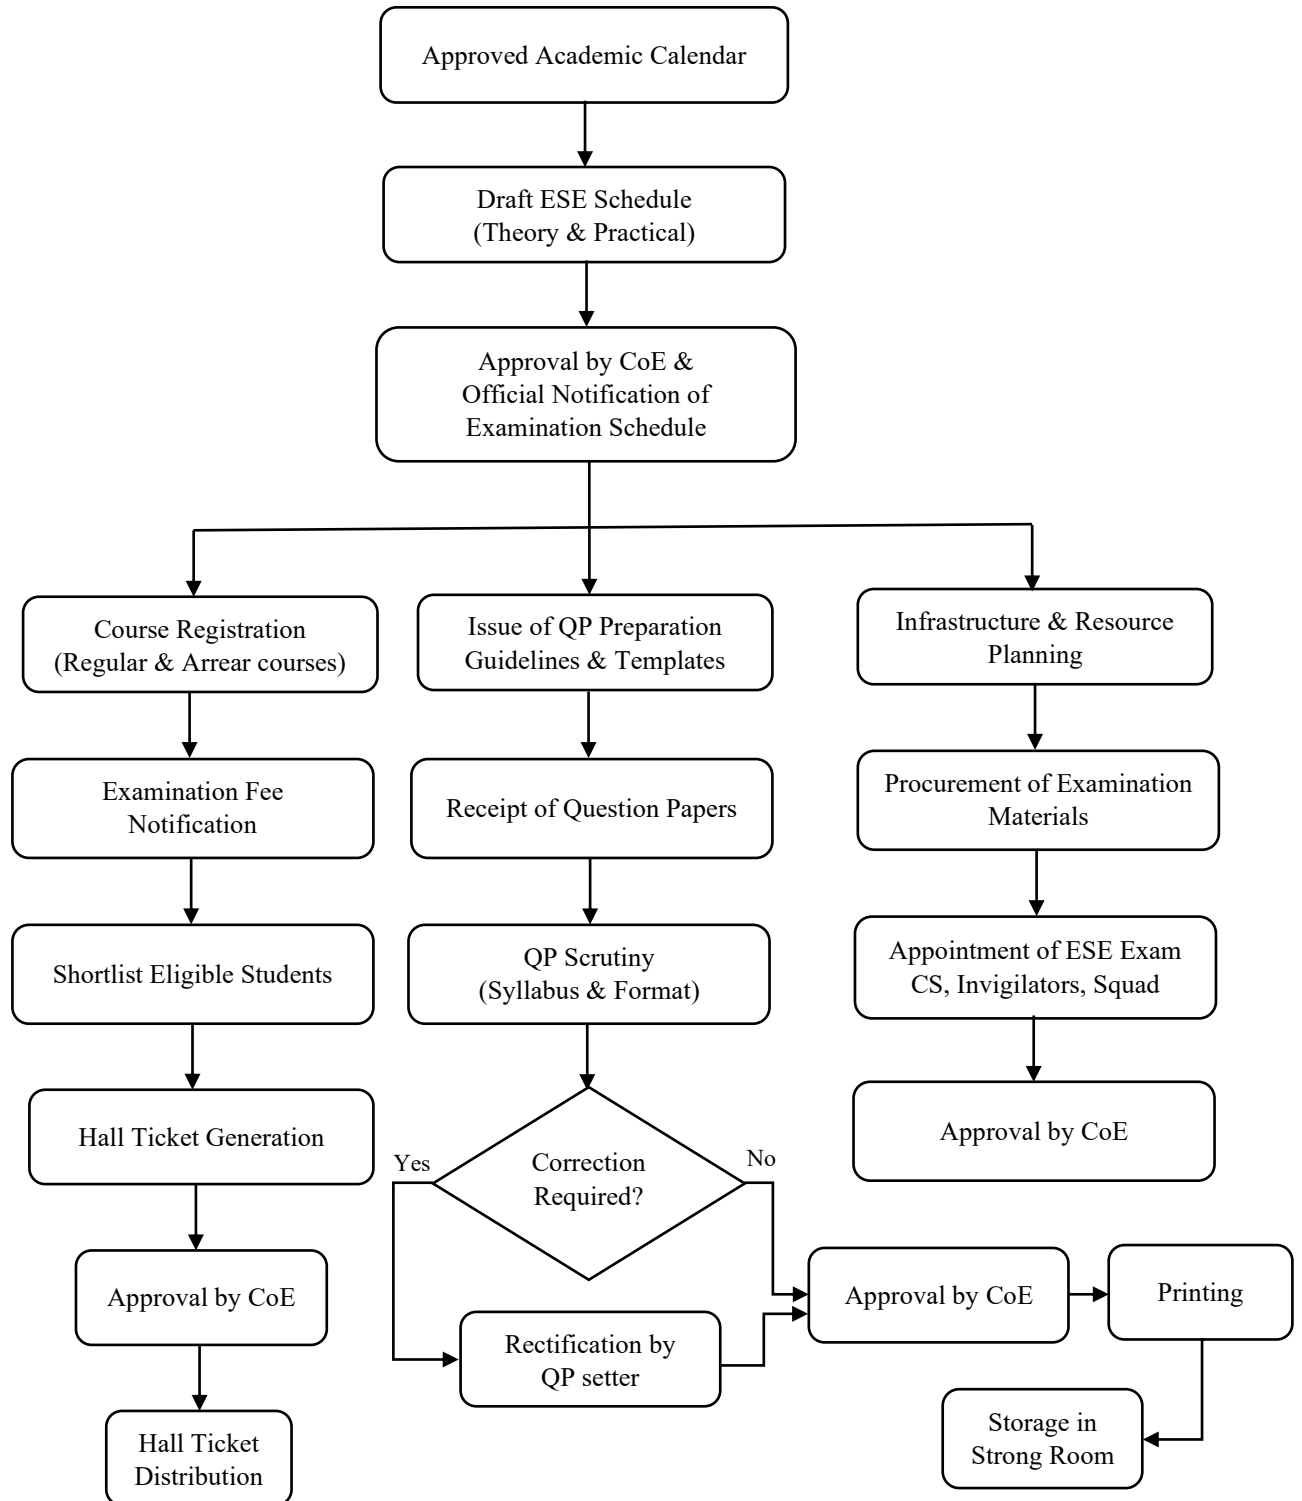 Approved Academic Calendar
Draft ESE Schedule
(Theory & Practical)
Approval by CoE &
Official Notification of
Examination Schedule
Course Registration
(Regular & Arrear courses)
Examination Fee
Notification
Shortlist Eligible Students
Hall Ticket Generation
Approval by CoE
Hall Ticket
Distribution
Issue of QP Preparation
Guidelines & Templates
Receipt of Question Papers
QP Scrutiny
(Syllabus & Format)
Correction
Required?
Yes
No
Rectification by
QP setter
Approval by CoE
Printing
Storage in
Strong Room
Infrastructure & Resource
Planning
Procurement of Examination
Materials
Appointment of ESE Exam
CS, Invigilators, Squad
Approval by CoE